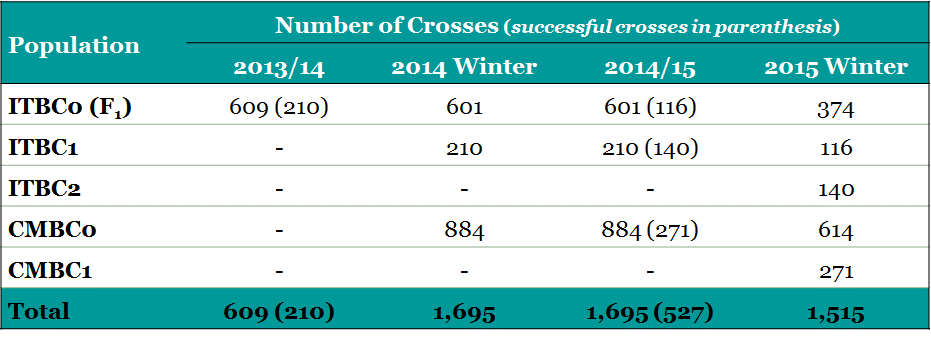 Population Number of Crosses (successful crosses in parenthesis)
2013/14 2014 Winter 2014/15 2015 Winter
ITBC0 (F₁) 609 (210) 601 601 (116) 374
ITBC1 - 210 210 (140) 116
ITBC2 - - - 140
CMBC0 - 884 884 (271) 614
CMBC1 - - - 271
Total 609 (210) 1,695 1,695 (527) 1,515